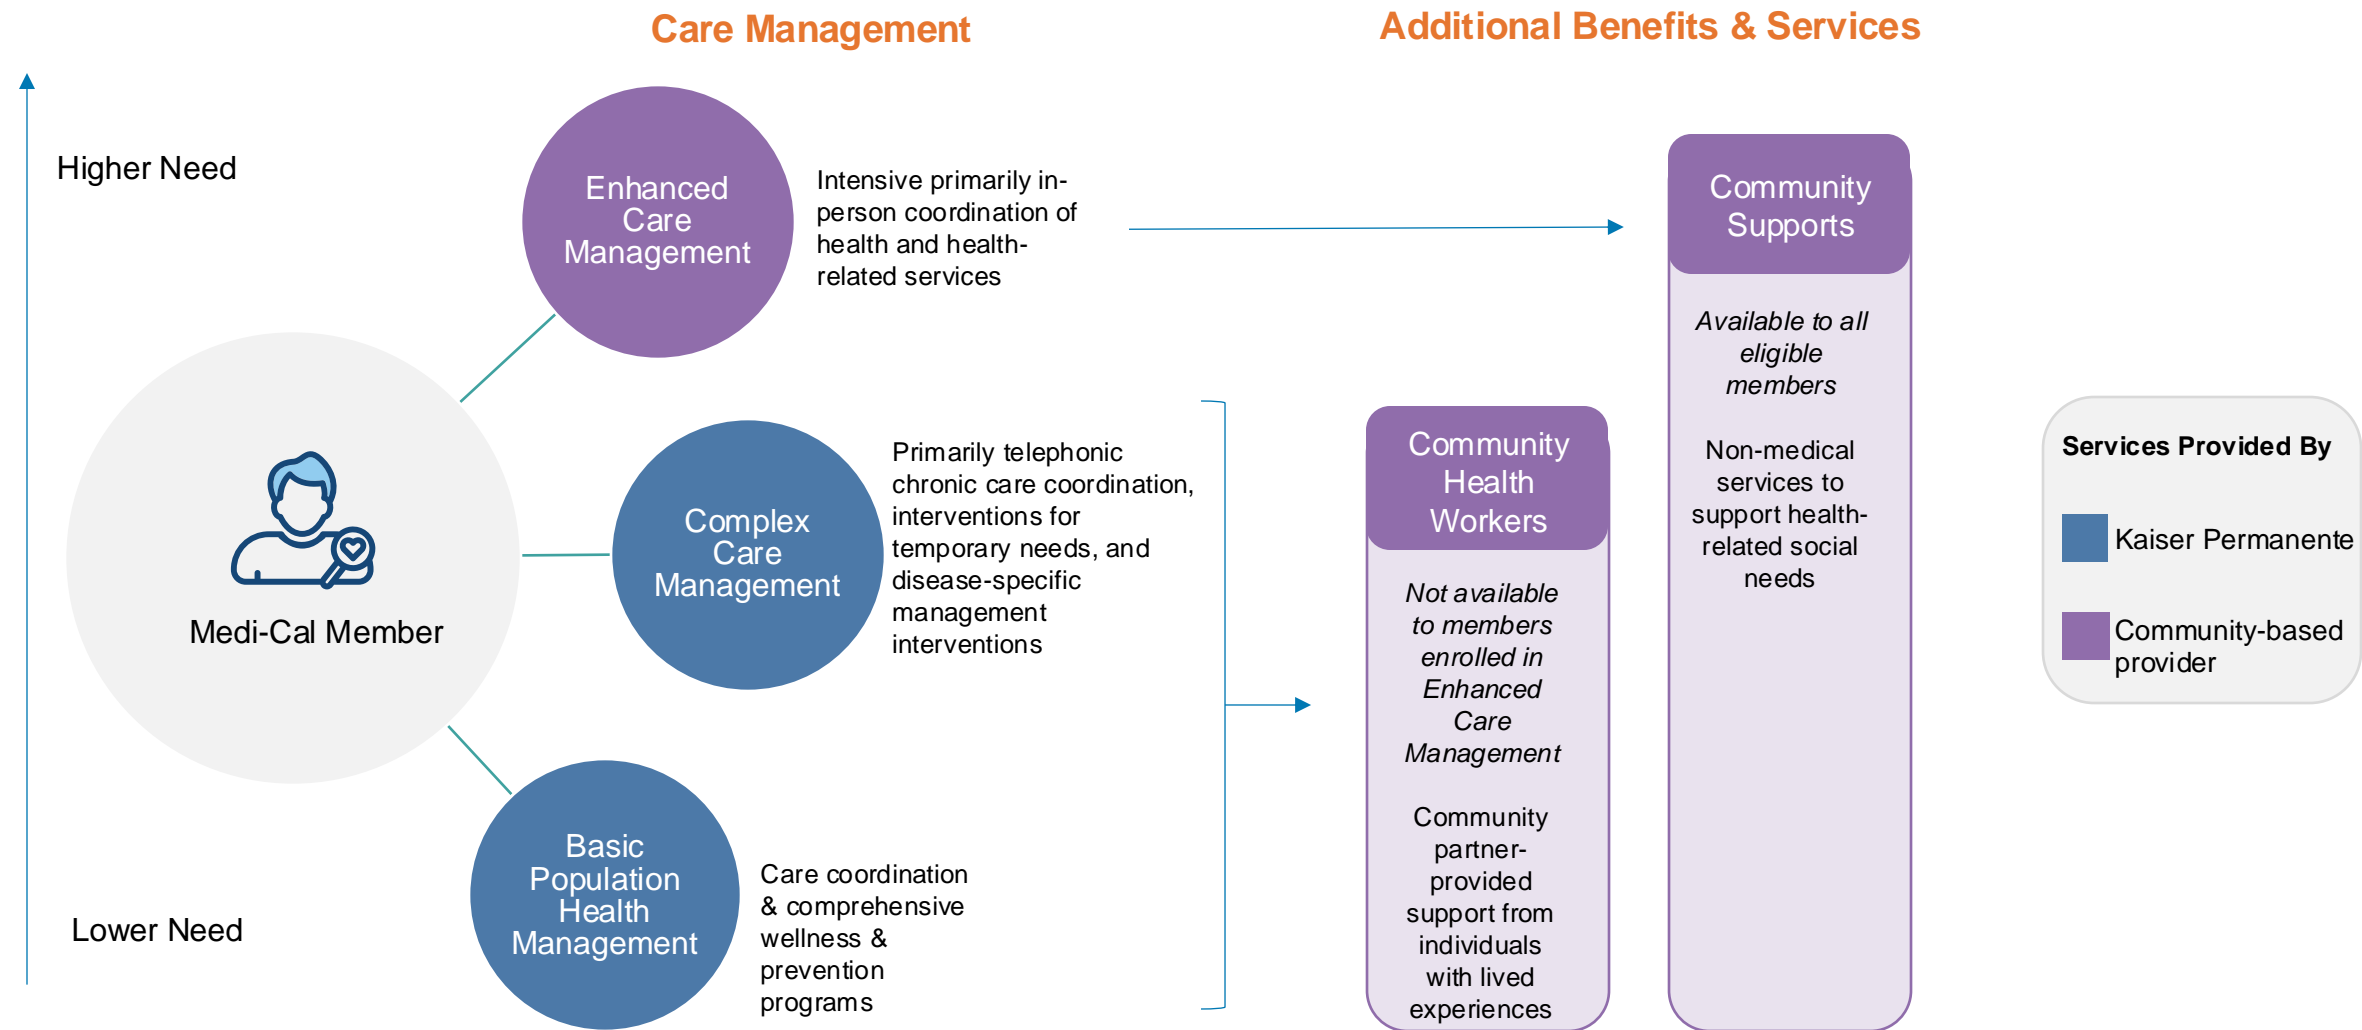 Care Management
Additional Benefits & Services
Higher Need
Enhanced
Care
Management
Intensive primarily in-
person coordination of
health and health-
related services
Community
Supports
Available to all
eligible
members
Non-medical
services to
support health-
related social
needs
Medi-Cal Member
Complex
Care
Management
Primarily telephonic
chronic care coordination,
interventions for
temporary needs, and
disease-specific
management
interventions
Community
Health
Workers
Not available
to members
enrolled in
Enhanced
Care
Management
Community
partner-
provided
support from
individuals
with lived
experiences
Services Provided By
Kaiser Permanente
Community-based
provider
Lower Need
Basic
Population
Health
Management
Care coordination
& comprehensive
wellness &
prevention
programs